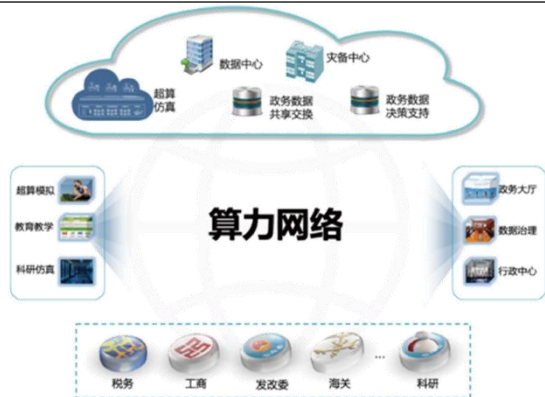 数据中心
灾备中心
超算
仿真
政务数据
共享交换
政务数据
决策支持
超算模拟
教育教学
科研仿真
算力网络
政务大厅
数据治理
行政中心
税务
工商
发改委
海关
...
科研